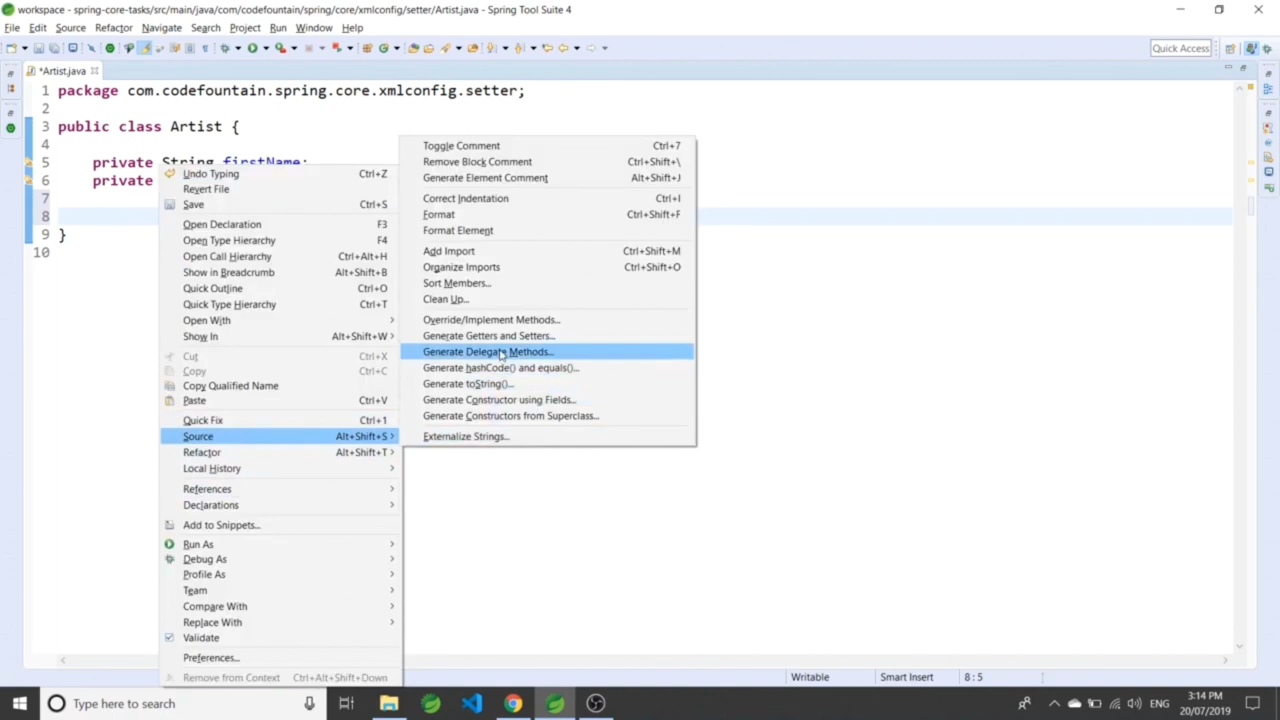 workspace - spring-core-tasks/src/main/java/com/codefountain/spring/core/xmlconfig/setter/Artist.java - Spring Tool Suite 4
File Edit Source Refactor Navigate Search Project Run Window Help
Quick Access
*Artist.java
1 package com.codefountain.spring.core.xmlconfig.setter;
2
3 public class Artist {
4
5 private String firstName;
6 private
7
8
9 }
10
Undo Typing Ctrl+Z
Revert File
Save Ctrl+S
Open Declaration F3
Open Type Hierarchy F4
Open Call Hierarchy Ctrl+Alt+H
Show in Breadcrumb Alt+Shift+B
Quick Outline Ctrl+O
Quick Type Hierarchy Ctrl+T
Open With
Show In Alt+Shift+W
Cut Ctrl+X
Copy Ctrl+C
Copy Qualified Name
Paste Ctrl+V
Quick Fix Ctrl+1
Source Alt+Shift+S
Refactor Alt+Shift+T
Local History
References
Declarations
Add to Snippets...
Run As
Debug As
Profile As
Team
Compare With
Replace With
Validate
Preferences...
Remove from Context Ctrl+Alt+Shift+Down
Toggle Comment Ctrl+7
Remove Block Comment Ctrl+Shift+\
Generate Element Comment Alt+Shift+J
Correct Indentation Ctrl+I
Format Ctrl+Shift+F
Format Element
Add Import Ctrl+Shift+M
Organize Imports Ctrl+Shift+O
Sort Members...
Clean Up...
Override/Implement Methods...
Generate Getters and Setters...
Generate Delegate Methods...
Generate hashCode() and equals()...
Generate toString()...
Generate Constructor using Fields...
Generate Constructors from Superclass...
Externalize Strings...
Writable Smart Insert 8 : 5
Type here to search
ENG
3:14 PM
20/07/2019